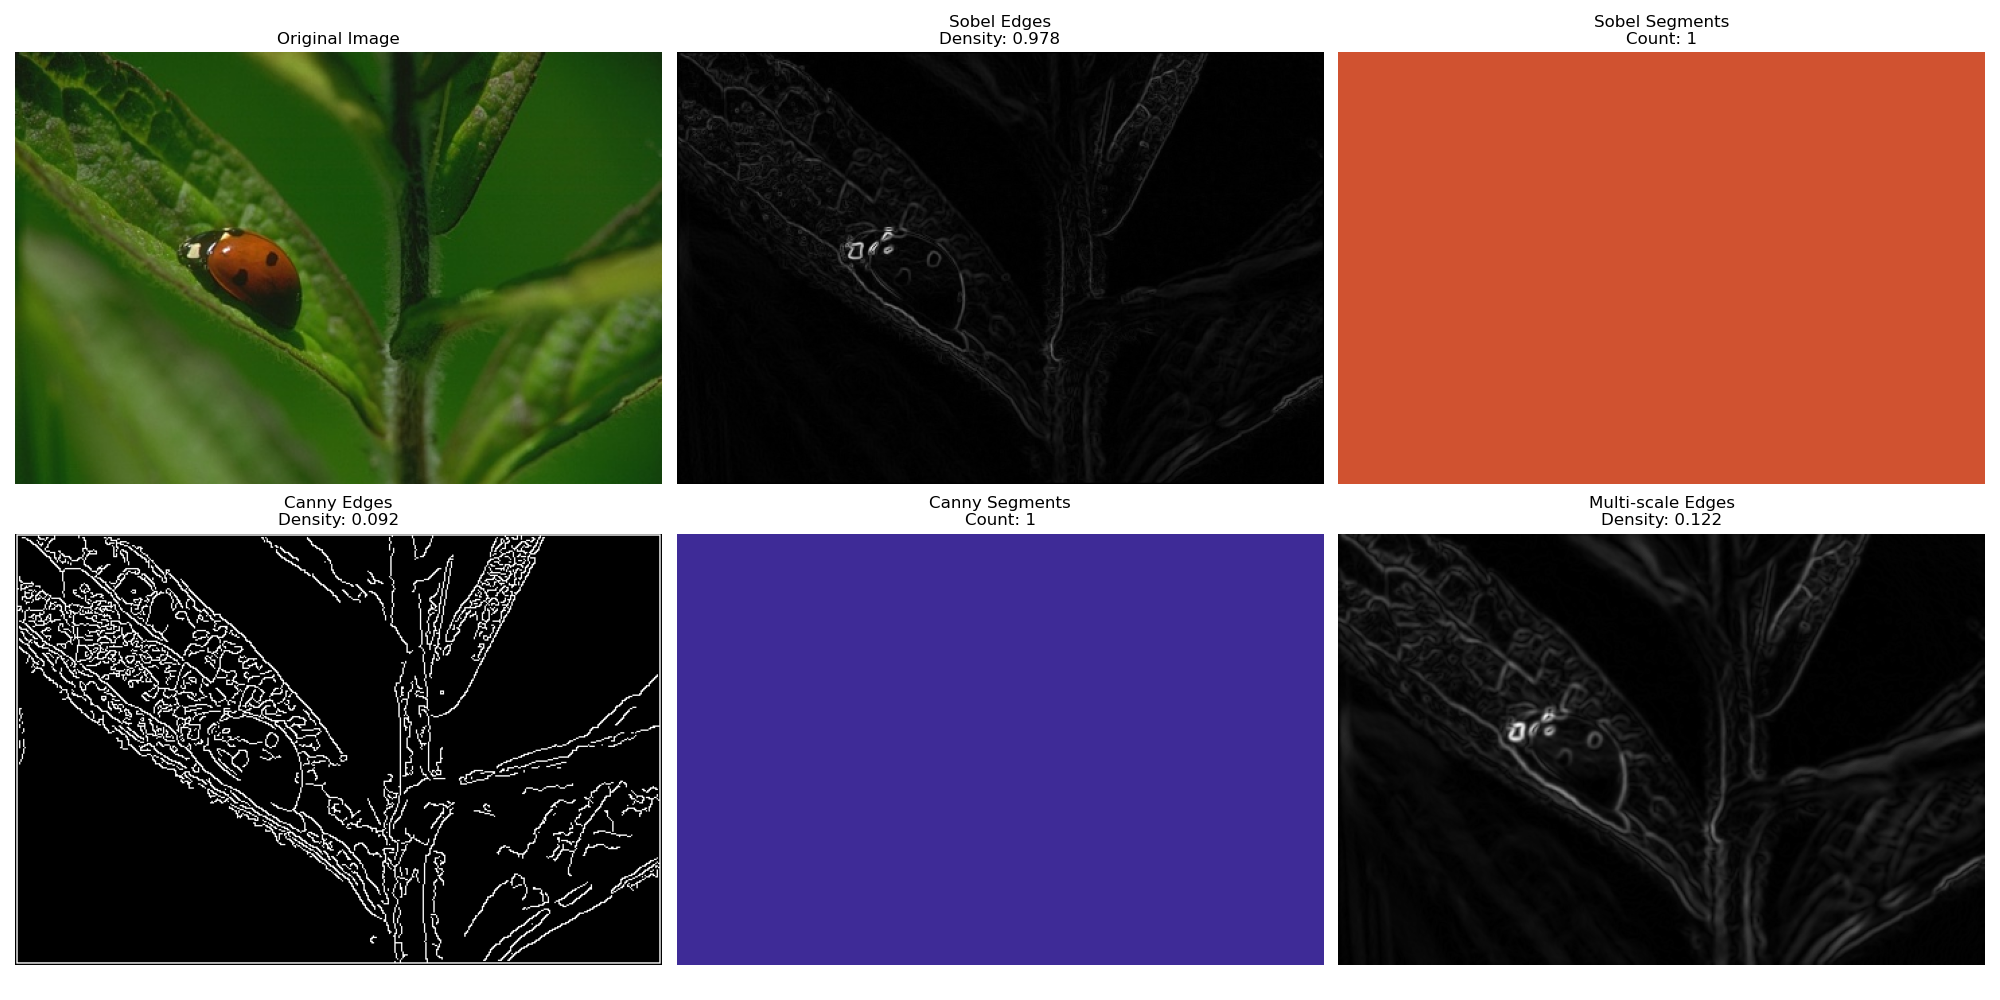 Original Image
Sobel Edges
Density: 0.978
Sobel Segments
Count: 1
Canny Edges
Density: 0.092
Canny Segments
Count: 1
Multi-scale Edges
Density: 0.122